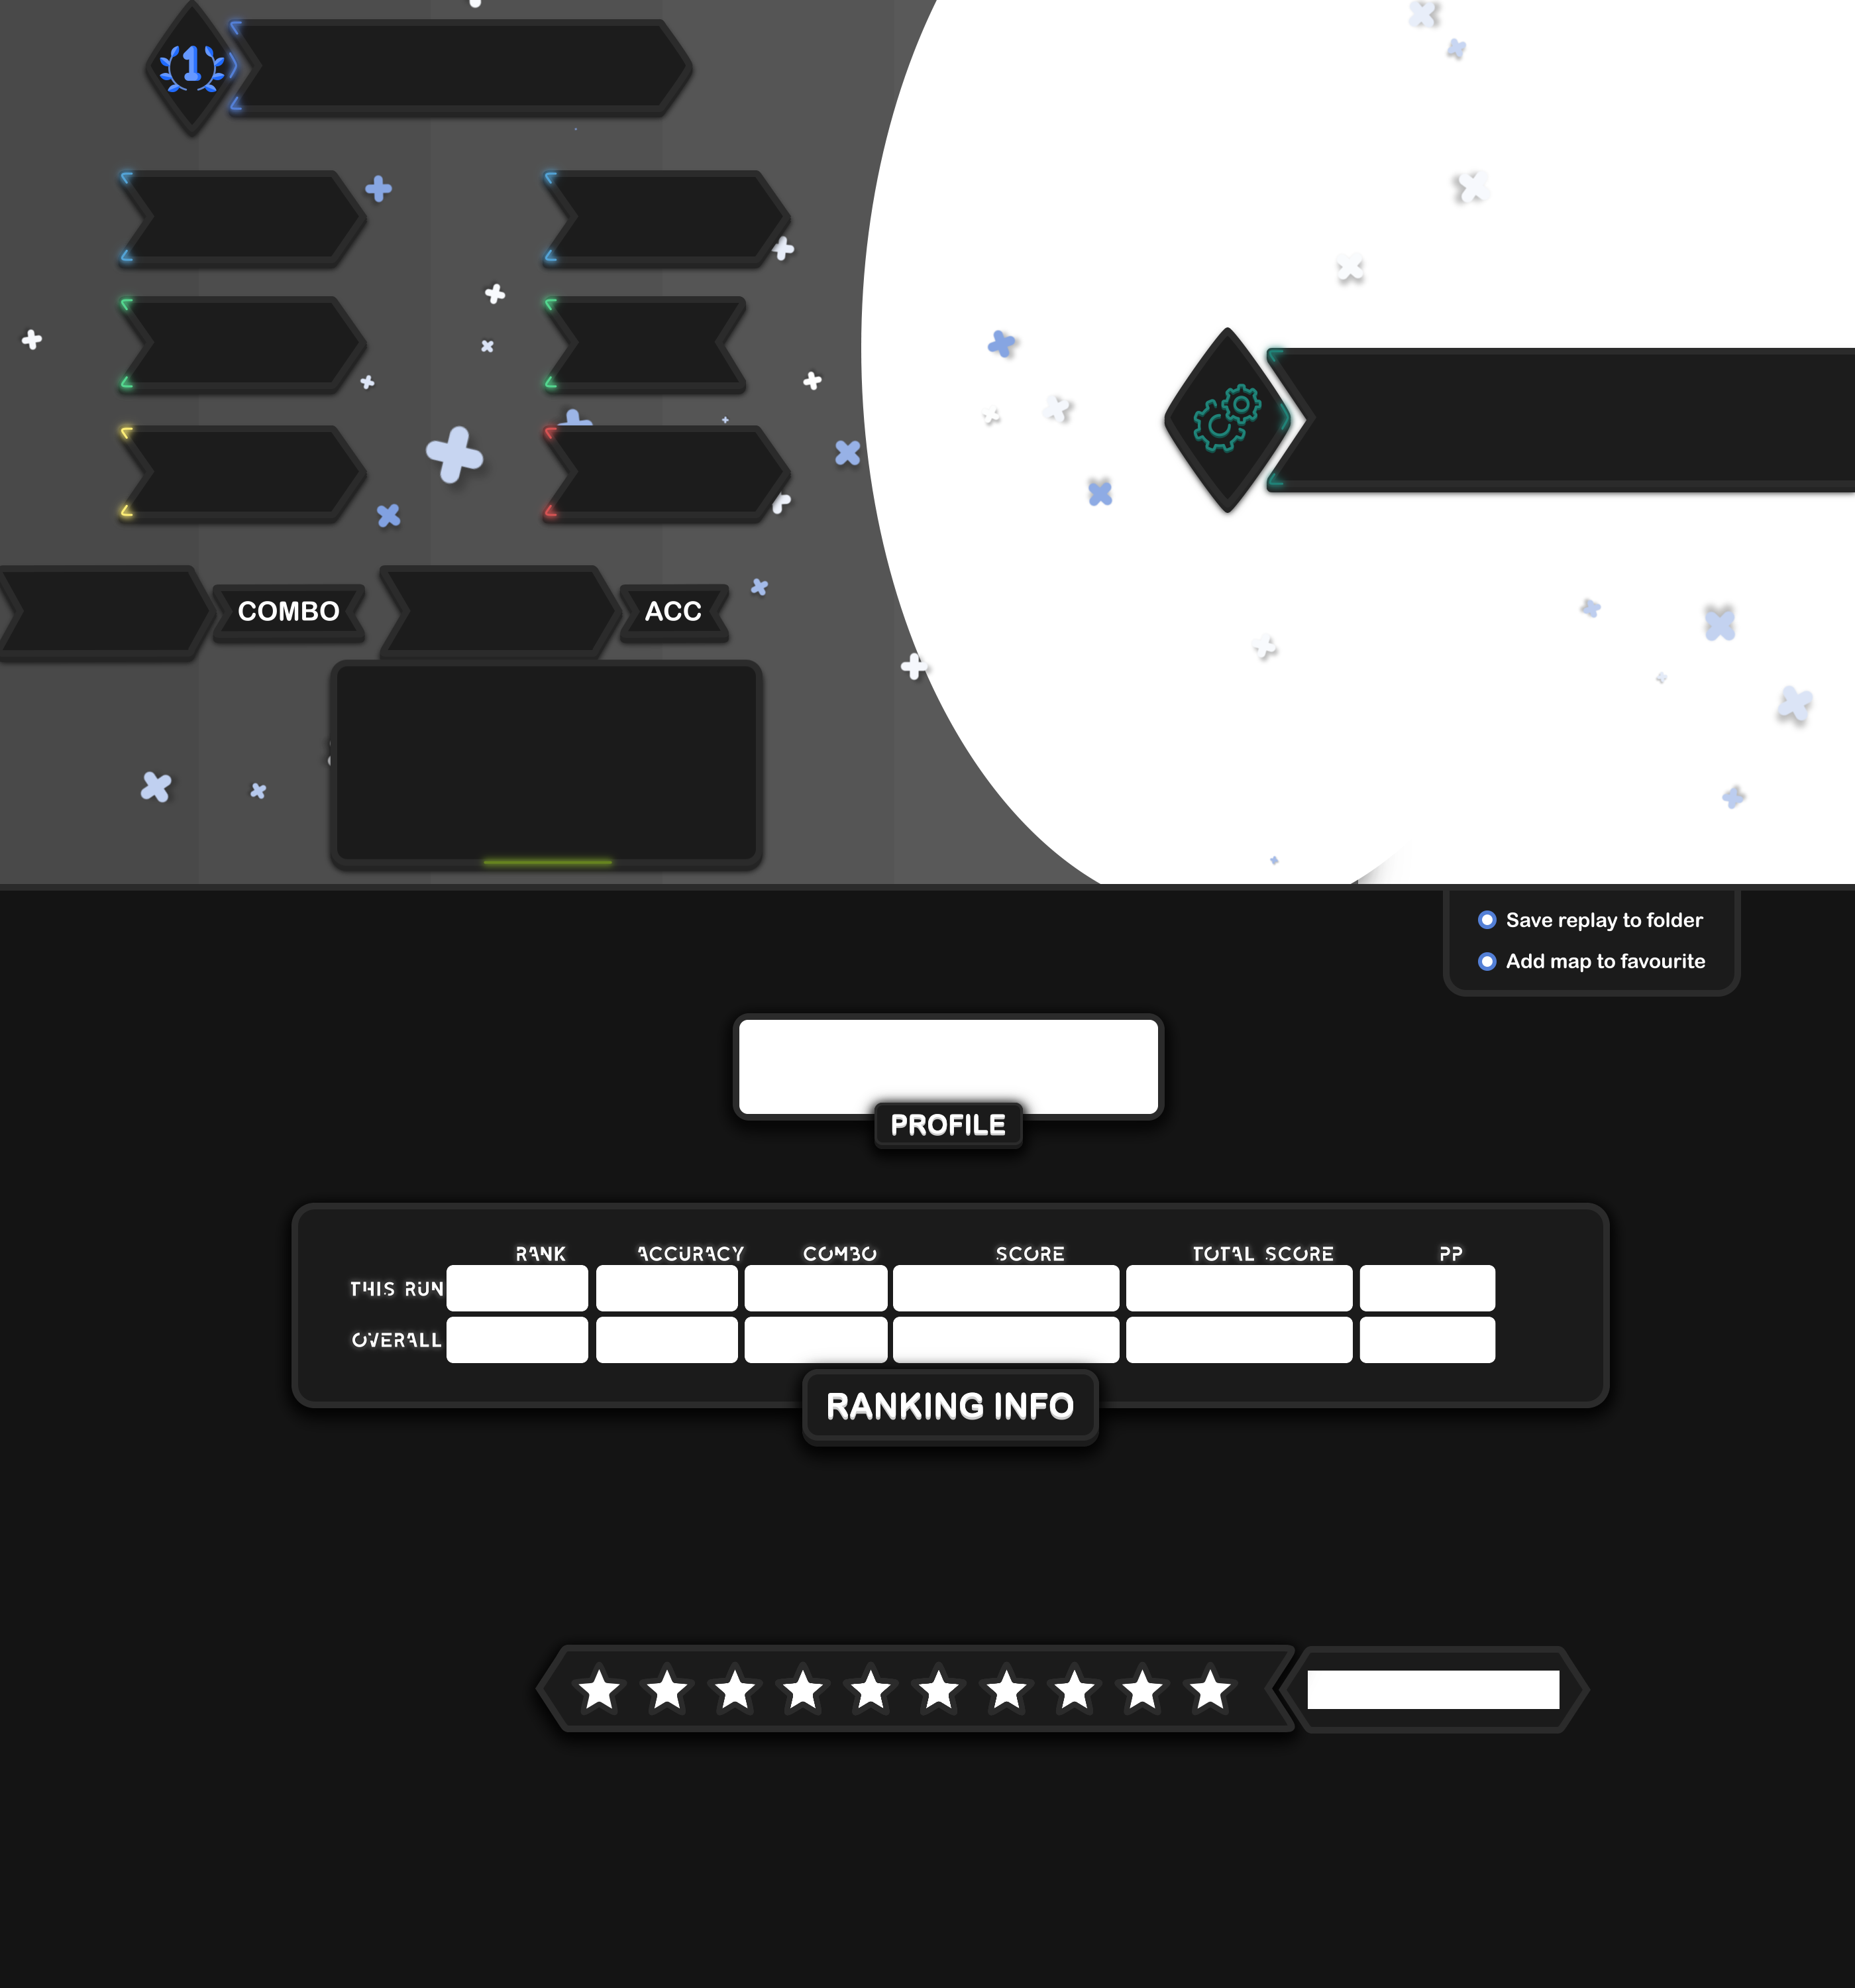 1
COMBO
ACC
Save replay to folder
Add map to favourite
PROFILE
RANK ACCURACY COMBO SCORE TOTAL SCORE PP
THIS RUN
OVERALL
RANKING INFO